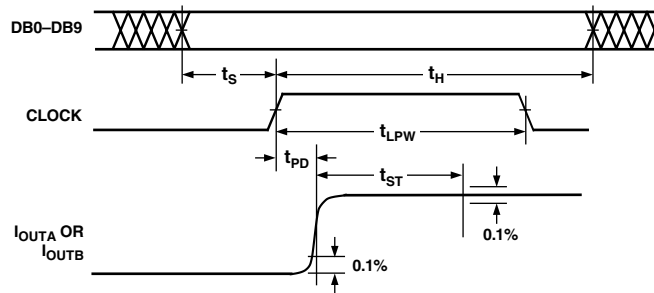 DB0–DB9
tS
tH
CLOCK
tLPW
tPD
tST
IOUTA OR
IOUTB
0.1%
0.1%